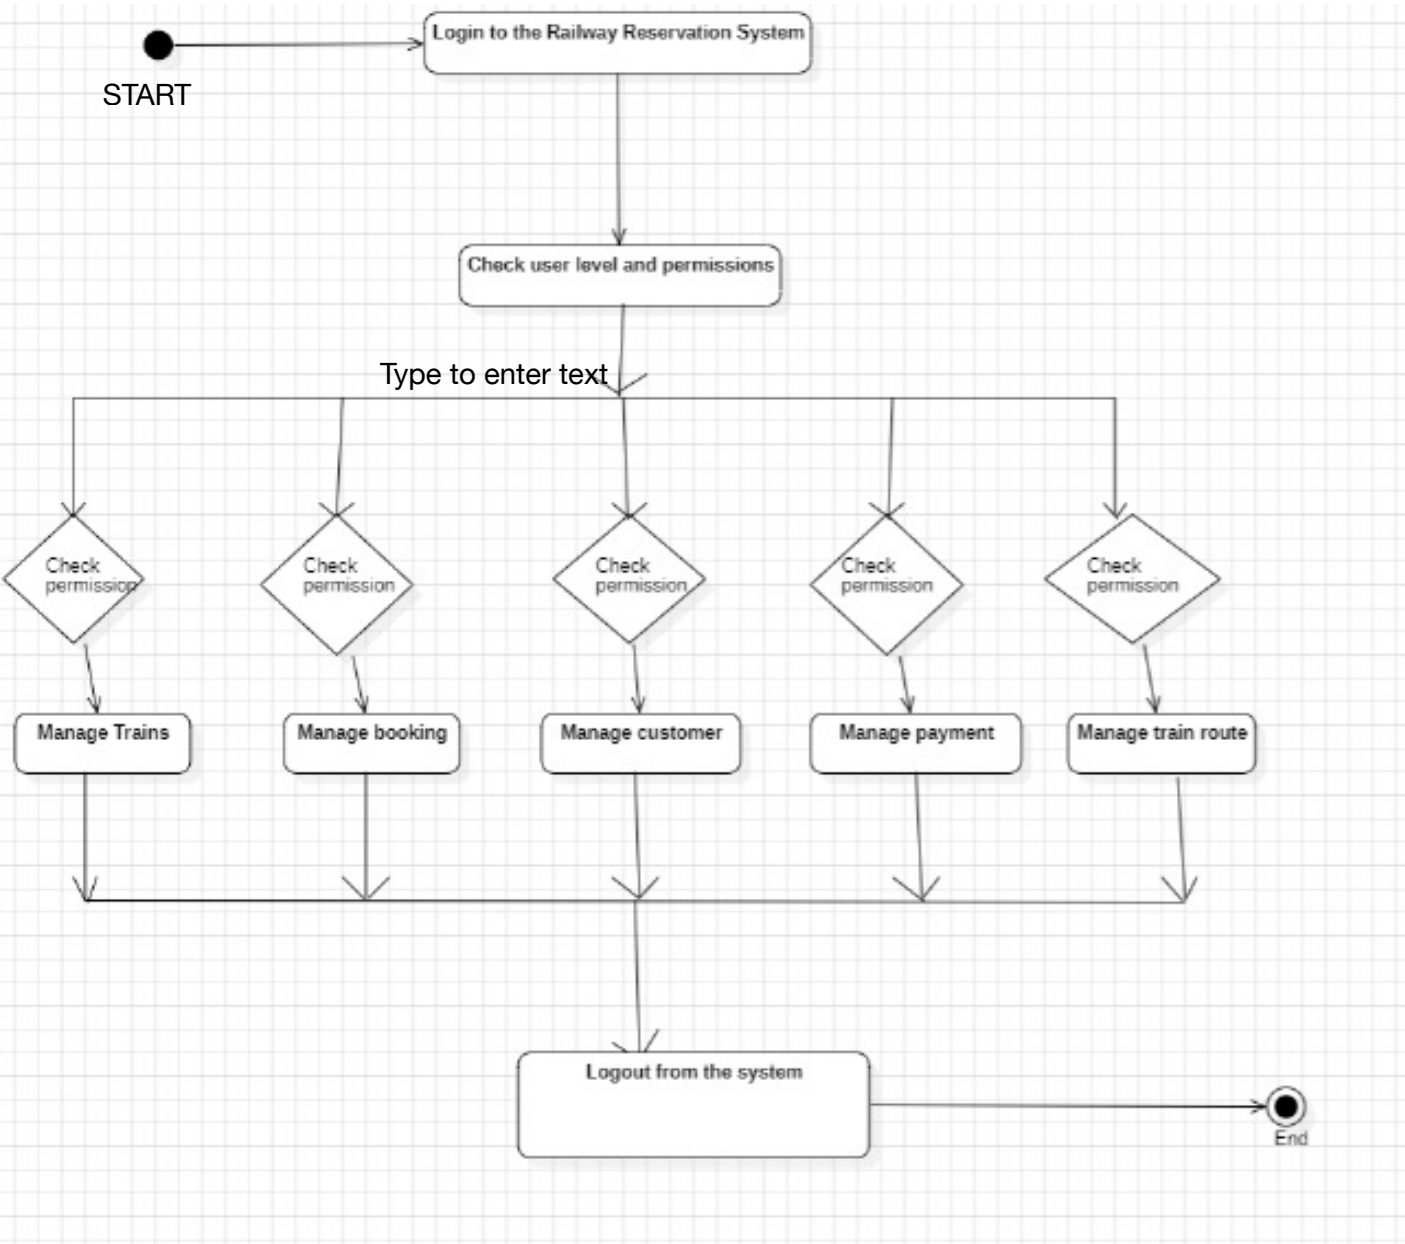 Login to the Railway Reservation System
START
Check user level and permissions
Type to enter text
Check
permission
Check
permission
Check
permission
Check
permission
Check
permission
Manage Trains
Manage booking
Manage customer
Manage payment
Manage train route
Logout from the system
End